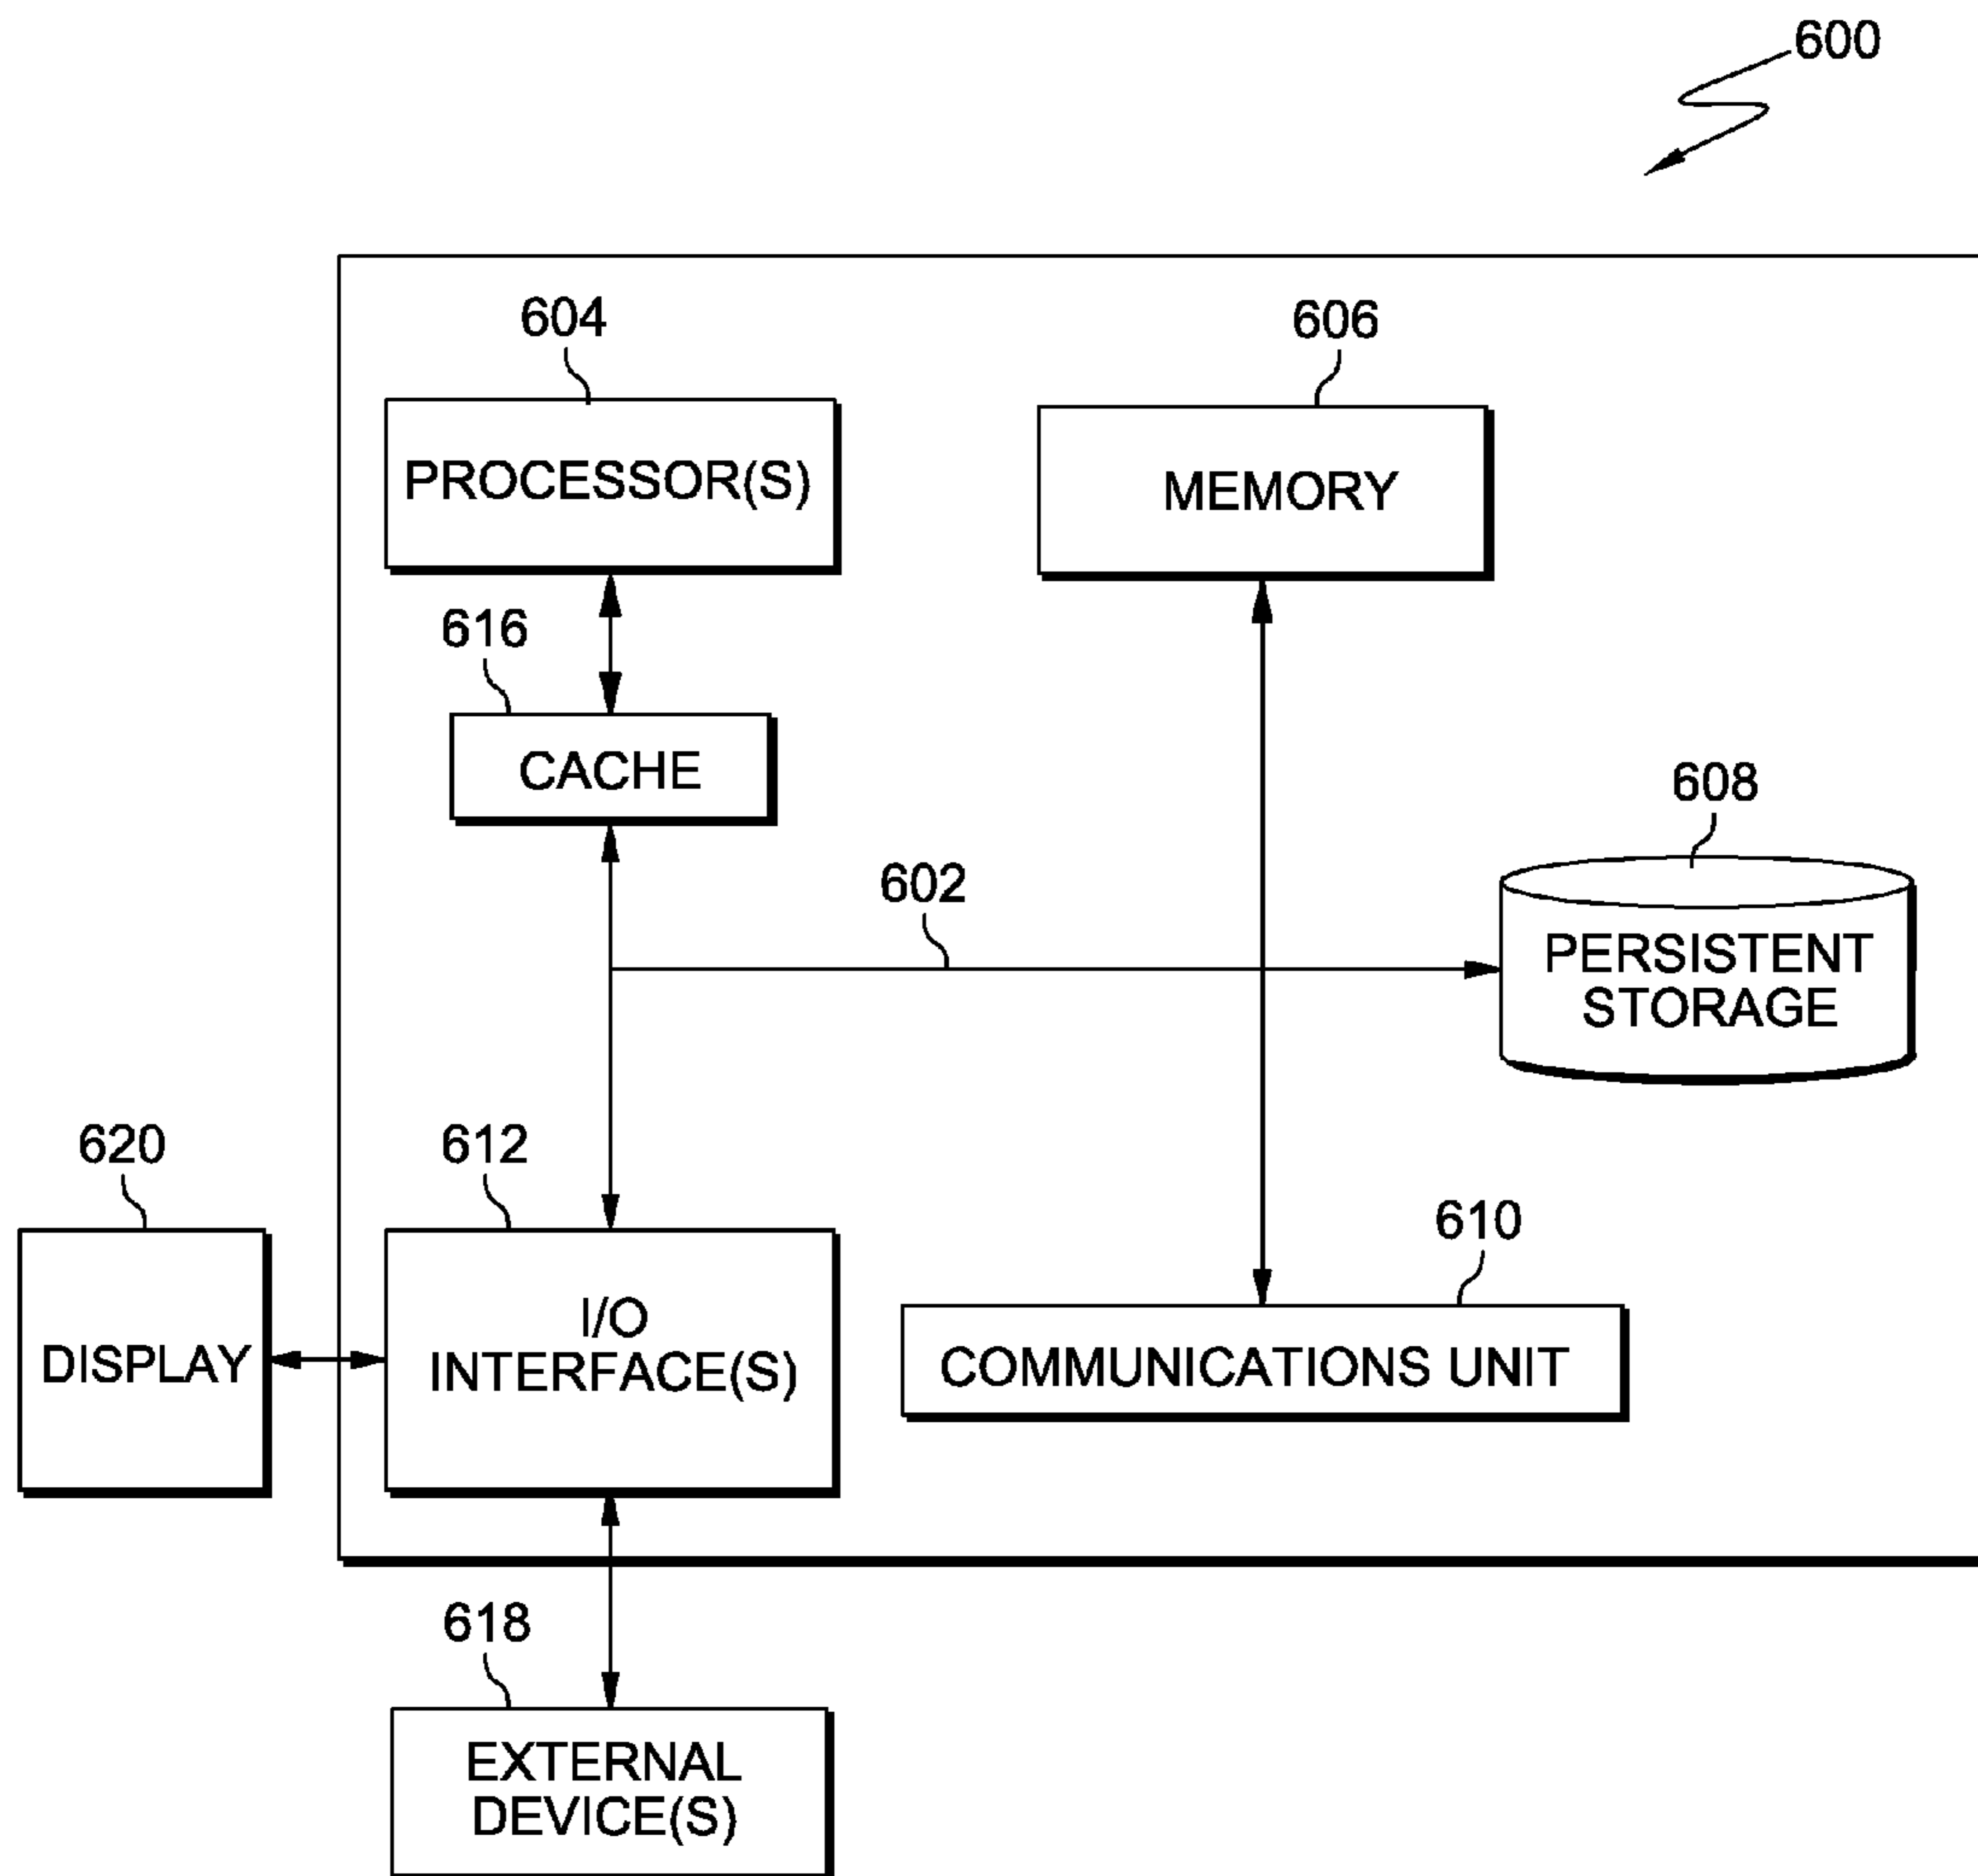 600
604
606
PROCESSOR(S)
MEMORY
616
CACHE
608
602
PERSISTENT
STORAGE
620
612
610
DISPLAY
I/O
INTERFACE(S)
COMMUNICATIONS UNIT
618
EXTERNAL
DEVICE(S)